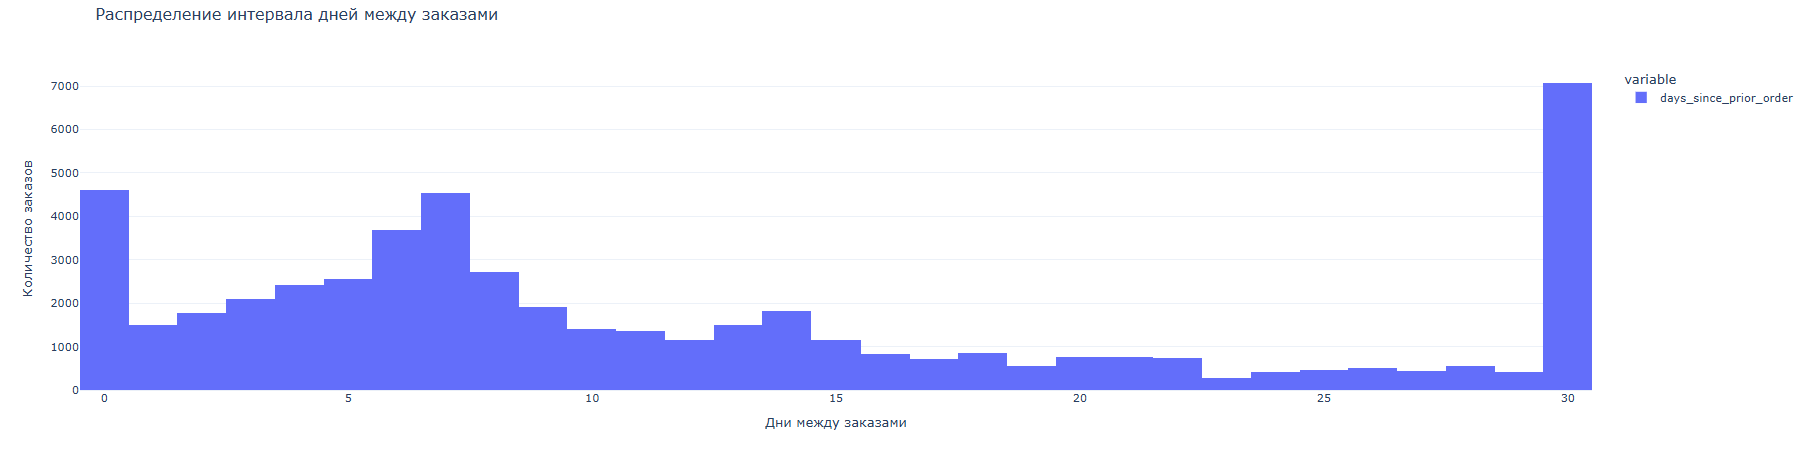 Распределение интервала дней между заказами
variable
days_since_prior_order
Количество заказов
7000
6000
5000
4000
3000
2000
1000
0
0 5 10 15 20 25 30
Дни между заказами